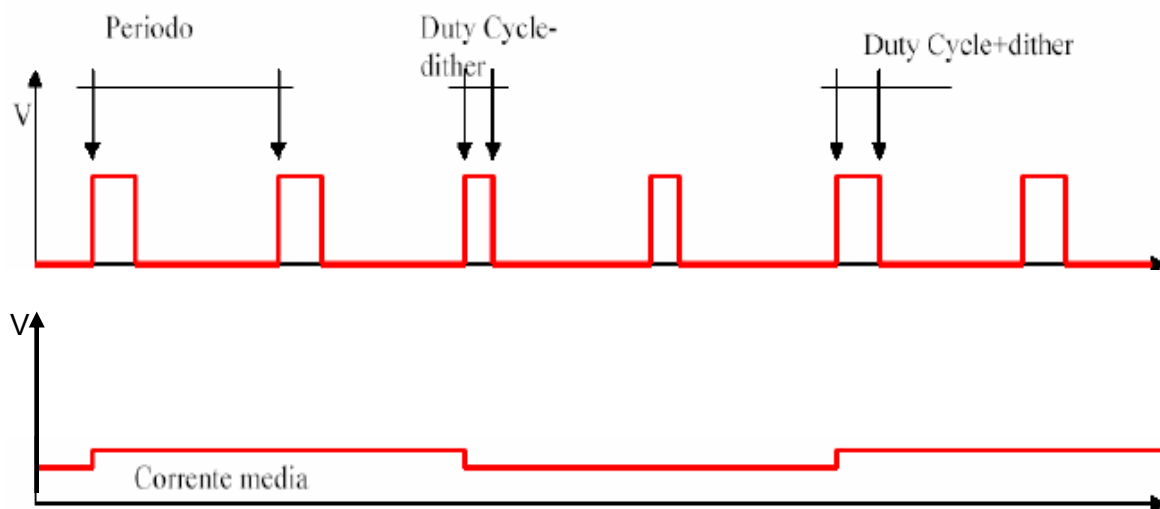 Periodo
Duty Cycle-
dither
Duty Cycle+dither
V
V
Corrente media